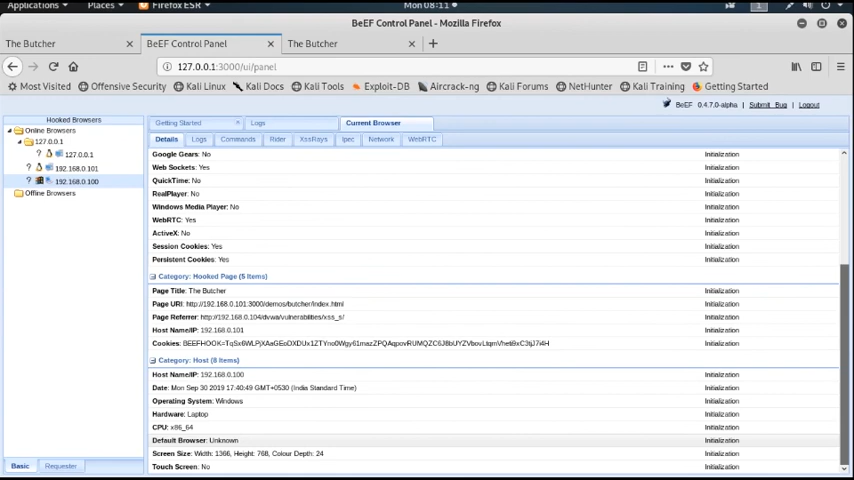 Applications Places Firefox ESR Mon 08:11 1
BeEF Control Panel - Mozilla Firefox
The Butcher BeEF Control Panel The Butcher
127.0.0.1:3000/ui/panel
Most Visited Offensive Security Kali Linux Kali Docs Kali Tools Exploit-DB Aircrack-ng Kali Forums NetHunter Kali Training Getting Started
BeEF 0.4.7.0-alpha | Submit Bug | Logout
Hooked Browsers
Getting Started Logs Current Browser
Online Browsers
127.0.0.1
? 127.0.0.1
? 192.168.0.101
? 192.168.0.100
Offline Browsers
Details Logs Commands Rider XssRays Ipec Network WebRTC
Google Gears: No Initialization
Web Sockets: Yes Initialization
QuickTime: No Initialization
RealPlayer: No Initialization
Windows Media Player: No Initialization
WebRTC: Yes Initialization
ActiveX: No Initialization
Session Cookies: Yes Initialization
Persistent Cookies: Yes Initialization
Category: Hooked Page (5 Items)
Page Title: The Butcher Initialization
Page URI: http://192.168.0.101:3000/demos/butcher/index.html Initialization
Page Referrer: http://192.168.0.104/dvwa/vulnerabilities/xss_s/ Initialization
Host Name/IP: 192.168.0.101 Initialization
Cookies: Initialization
Category: Host (8 Items)
Host Name/IP: 192.168.0.100 Initialization
Date: Mon Sep 30 2019 17:40:49 GMT+0530 (India Standard Time) Initialization
Operating System: Windows Initialization
Hardware: Laptop Initialization
CPU: x86_64 Initialization
Default Browser: Unknown Initialization
Screen Size: Width: 1366, Height: 768, Colour Depth: 24 Initialization
Touch Screen: No Initialization
Basic Requester